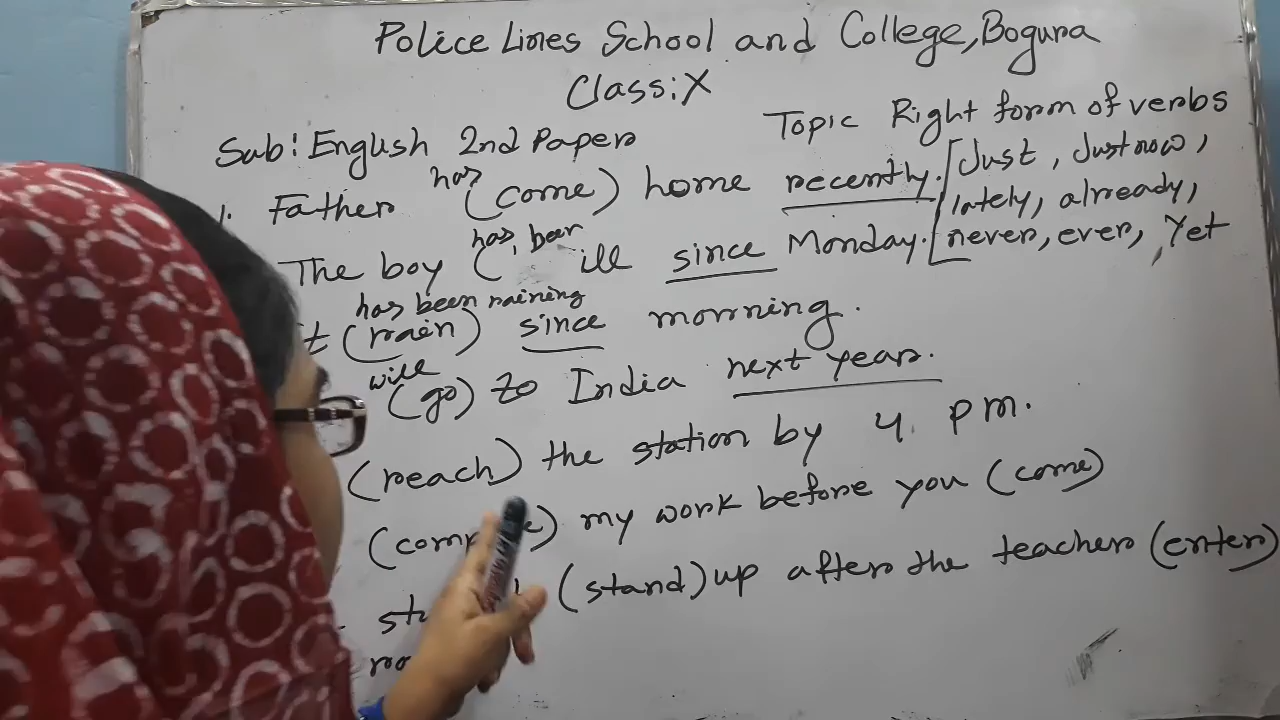 Police Lines School and College, Bogura
Class: X
Sub: English 2nd Paper
Topic Right form of verbs
has
1. Father (come) home recently. [Just, Just now,
lately, already,
has, been
The boy ( ill since Monday. never, ever, Yet
has been raining
it (rain) since morning.
will
(go) to India next year.
(reach) the station by 4 pm.
my work before you (come)
(stand) up after the teacher (enter)